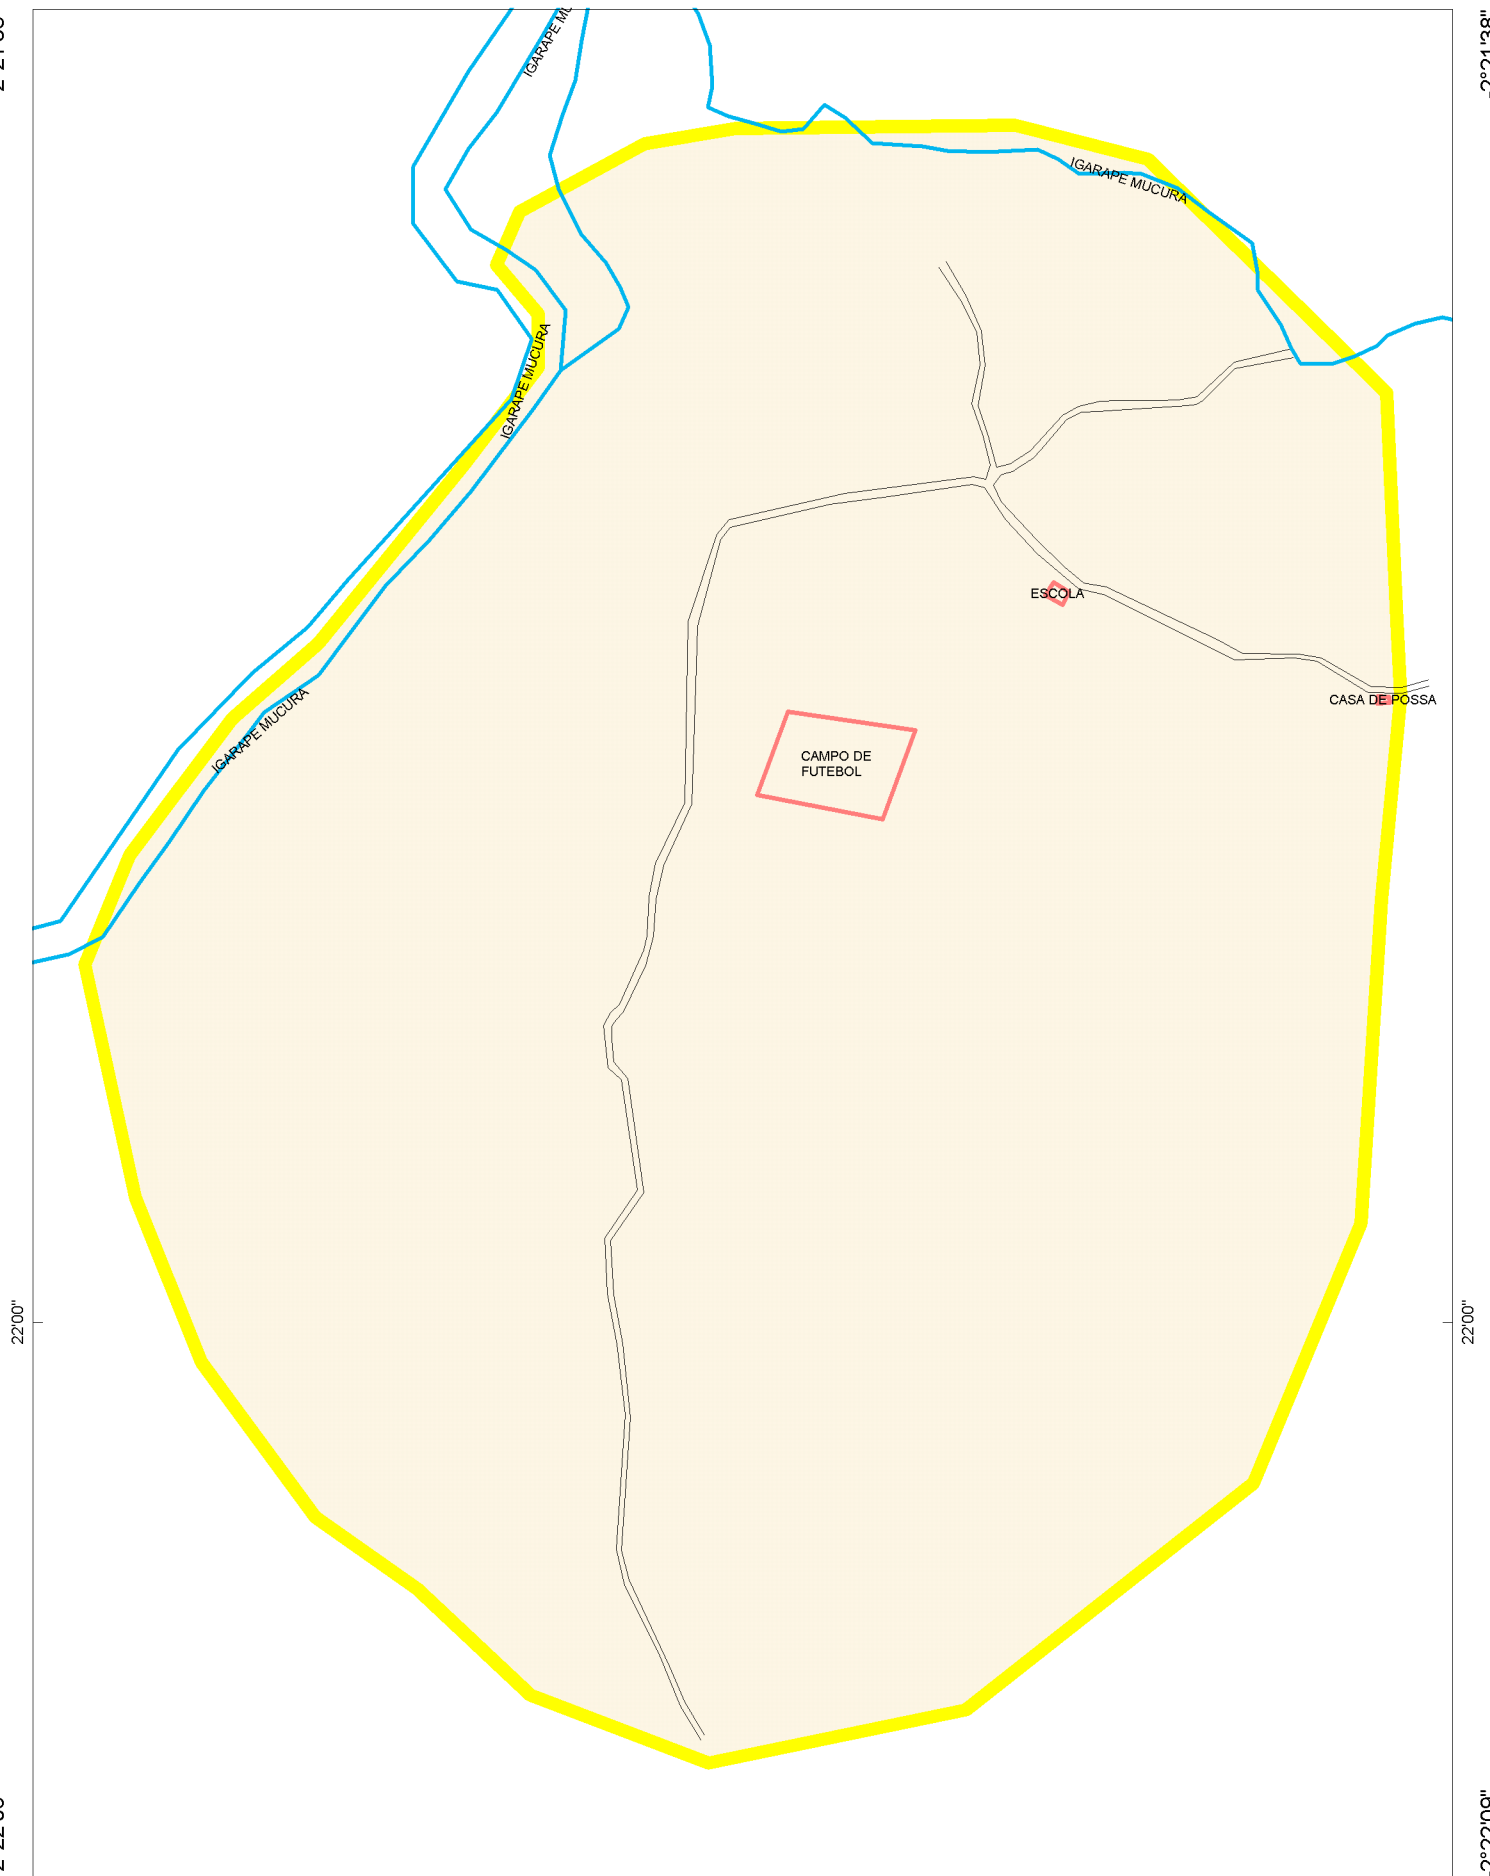 -2°21'38"
IGARAPE
IGARAPE MUCURA
IGARAPE MUCURA
ESCOLA
CASA DE POSSA
IGARAPE MUCURA
CAMPO DE
FUTEBOL
22'00"
22'00"